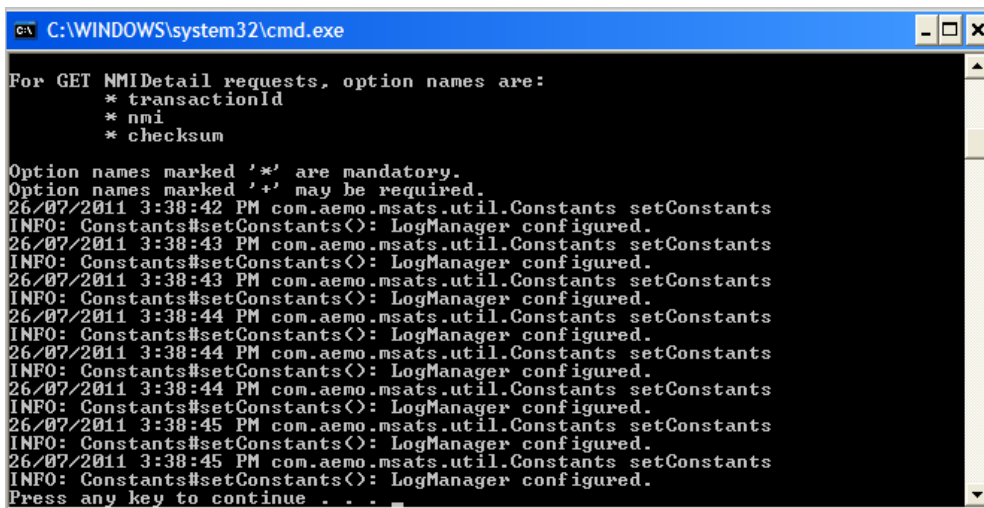 C:\WINDOWS\system32\cmd.exe
For GET NMIDetail requests, option names are:
* transactionId
* nmi
* checksum
Option names marked '*' are mandatory.
Option names marked '+' may be required.
26/07/2011 3:38:42 PM com.aemo.msats.util.Constants setConstants
INFO: Constants#setConstants(): LogManager configured.
26/07/2011 3:38:43 PM com.aemo.msats.util.Constants setConstants
INFO: Constants#setConstants(): LogManager configured.
26/07/2011 3:38:43 PM com.aemo.msats.util.Constants setConstants
INFO: Constants#setConstants(): LogManager configured.
26/07/2011 3:38:44 PM com.aemo.msats.util.Constants setConstants
INFO: Constants#setConstants(): LogManager configured.
26/07/2011 3:38:44 PM com.aemo.msats.util.Constants setConstants
INFO: Constants#setConstants(): LogManager configured.
26/07/2011 3:38:44 PM com.aemo.msats.util.Constants setConstants
INFO: Constants#setConstants(): LogManager configured.
26/07/2011 3:38:45 PM com.aemo.msats.util.Constants setConstants
INFO: Constants#setConstants(): LogManager configured.
26/07/2011 3:38:45 PM com.aemo.msats.util.Constants setConstants
INFO: Constants#setConstants(): LogManager configured.
Press any key to continue . . . _